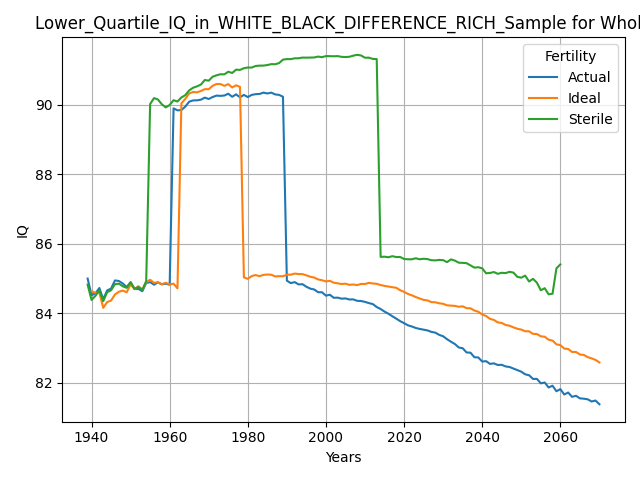 Lower_Quartile_IQ_in_WHITE_BLACK_DIFFERENCE_RICH_Sample for Whol
Fertility
Actual
Ideal
Sterile
IQ
90
88
86
84
82
1940 1960 1980 2000 2020 2040 2060
Years